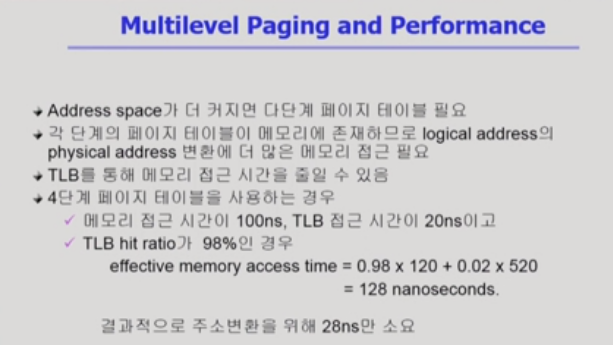 Multilevel Paging and Performance
Address space가 더 커지면 다단계 페이지 테이블 필요
각 단계의 페이지 테이블이 메모리에 존재하므로 logical address의
physical address 변환에 더 많은 메모리 접근 필요
TLB를 통해 메모리 접근 시간을 줄일 수 있음
4단계 페이지 테이블을 사용하는 경우
✓ 메모리 접근 시간이 100ns, TLB 접근 시간이 20ns이고
✓ TLB hit ratio가 98%인 경우
effective memory access time = 0.98 x 120 + 0.02 x 520
= 128 nanoseconds.
결과적으로 주소변환을 위해 28ns만 소요